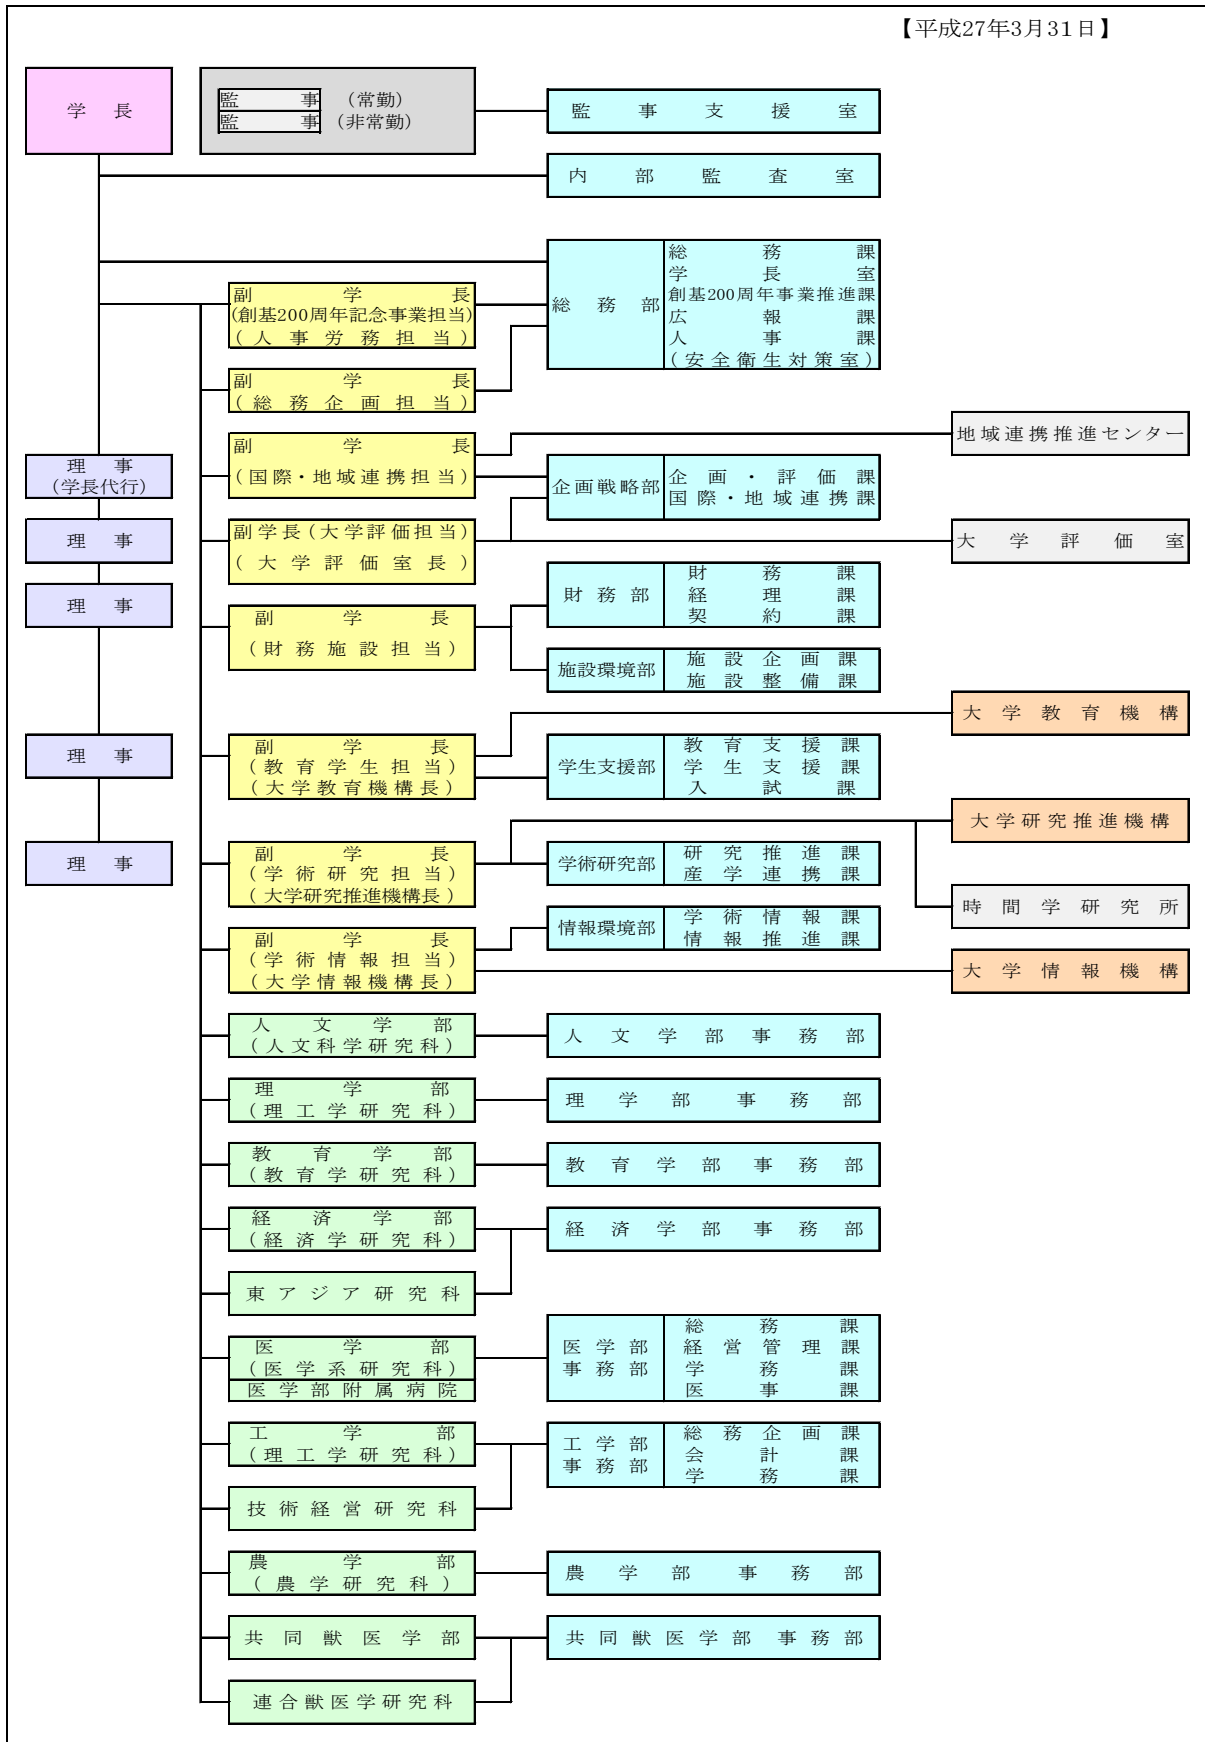 【平成27年3月31日】
学長
監事（常勤）
監事（非常勤）
監事支援室
内部監査室
総務部
総務課
学長室
創基200周年事業推進課
広報課
人事課
（安全衛生対策室）
副学長
(創基200周年記念事業担当)
（人事労務担当）
副学長
（総務企画担当）
副学長
（国際・地域連携担当）
地域連携推進センター
理事
（学長代行）
企画戦略部
企画・評価課
国際・地域連携課
理事
副学長（大学評価担当）
（大学評価室長）
大学評価室
理事
副学長
（財務施設担当）
財務部
財務課
経理課
契約課
施設環境部
施設企画課
施設整備課
大学教育機構
理事
副学長
（教育学生担当）
（大学教育機構長）
学生支援部
教育支援課
学生支援課
入試課
大学研究推進機構
理事
副学長
（学術研究担当）
（大学研究推進機構長）
学術研究部
研究推進課
産学連携課
時間学研究所
副学長
（学術情報担当）
（大学情報機構長）
情報環境部
学術情報課
情報推進課
大学情報機構
人文学部
（人文科学研究科）
人文学部事務部
理学部
（理工学研究科）
理学部事務部
教育学部
（教育学研究科）
教育学部事務部
経済学部
（経済学研究科）
経済学部事務部
東アジア研究科
医学部
（医学系研究科）
医学部附属病院
医学部
事務部
総務課
経営管理課
学務課
医事課
工学部
（理工学研究科）
工学部
事務部
総務企画課
会計課
学務課
技術経営研究科
農学部
（農学研究科）
農学部事務部
共同獣医学部
共同獣医学部事務部
連合獣医学研究科